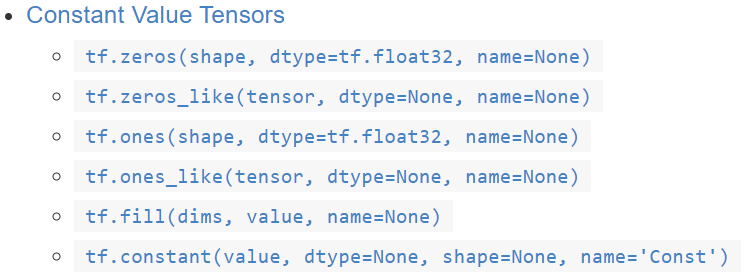 Constant Value Tensors
tf.zeros(shape, dtype=tf.float32, name=None)
tf.zeros_like(tensor, dtype=None, name=None)
tf.ones(shape, dtype=tf.float32, name=None)
tf.ones_like(tensor, dtype=None, name=None)
tf.fill(dims, value, name=None)
tf.constant(value, dtype=None, shape=None, name='Const')